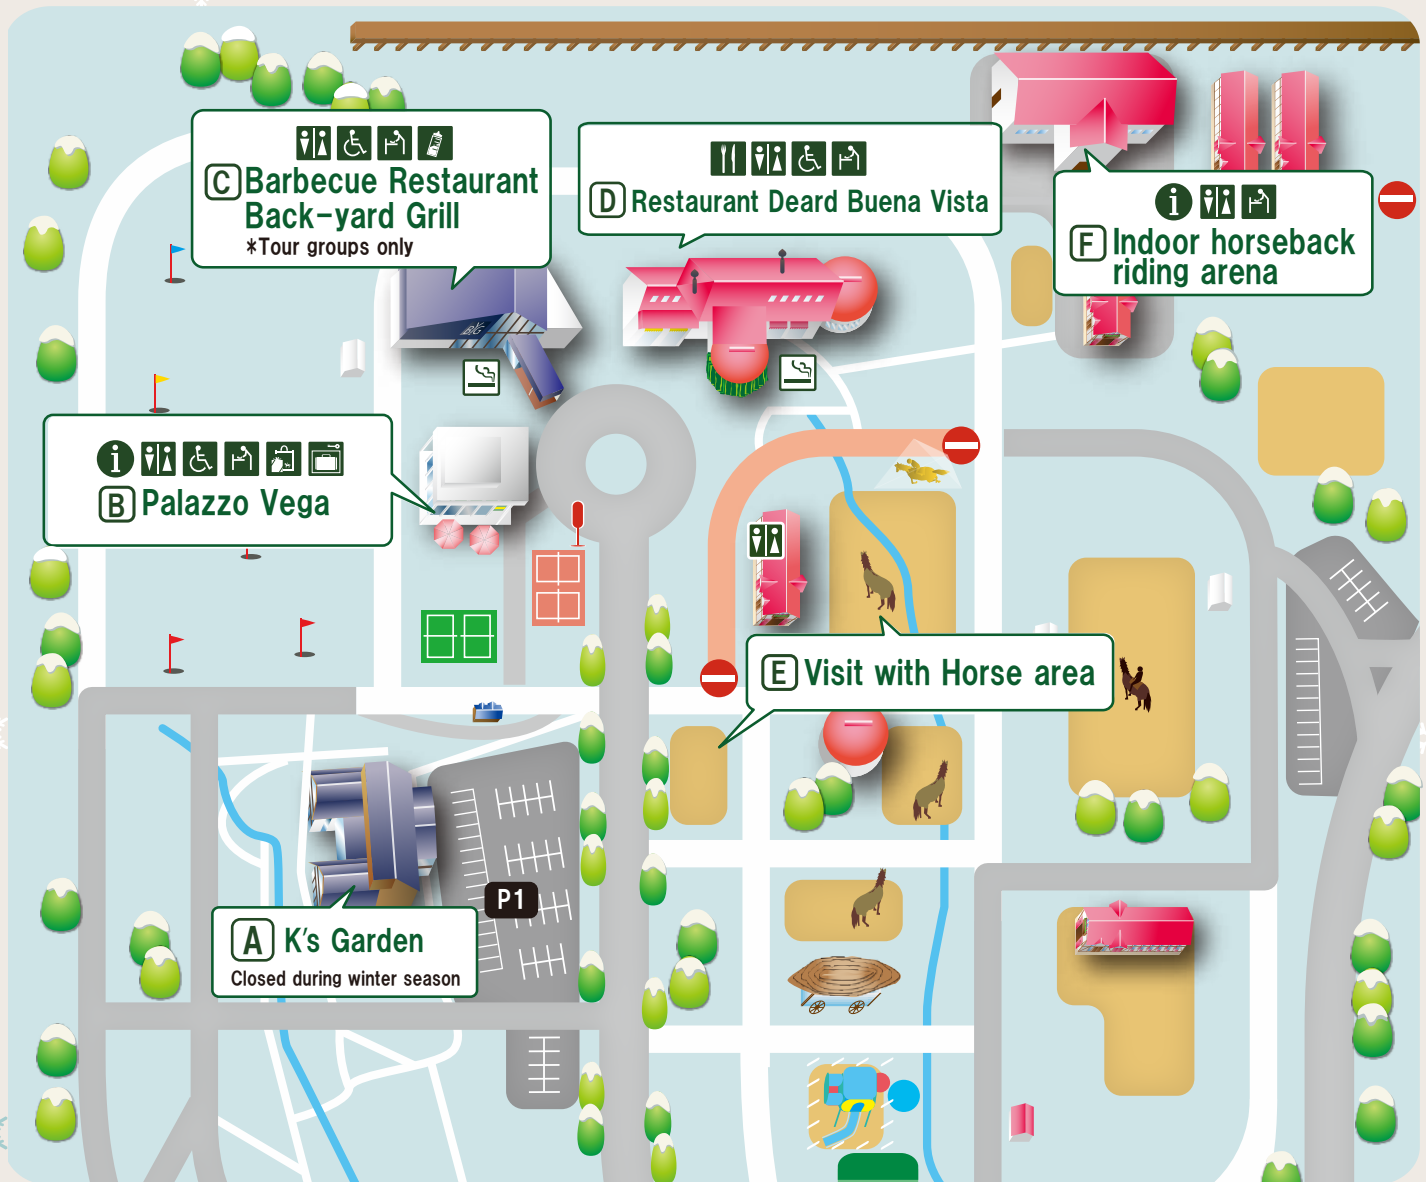 C Barbecue Restaurant
Back-yard Grill
*Tour groups only
D Restaurant Deard Buena Vista
i
F Indoor horseback
riding arena
BIG
i
B Palazzo Vega
E Visit with Horse area
P1
A K's Garden
Closed during winter season